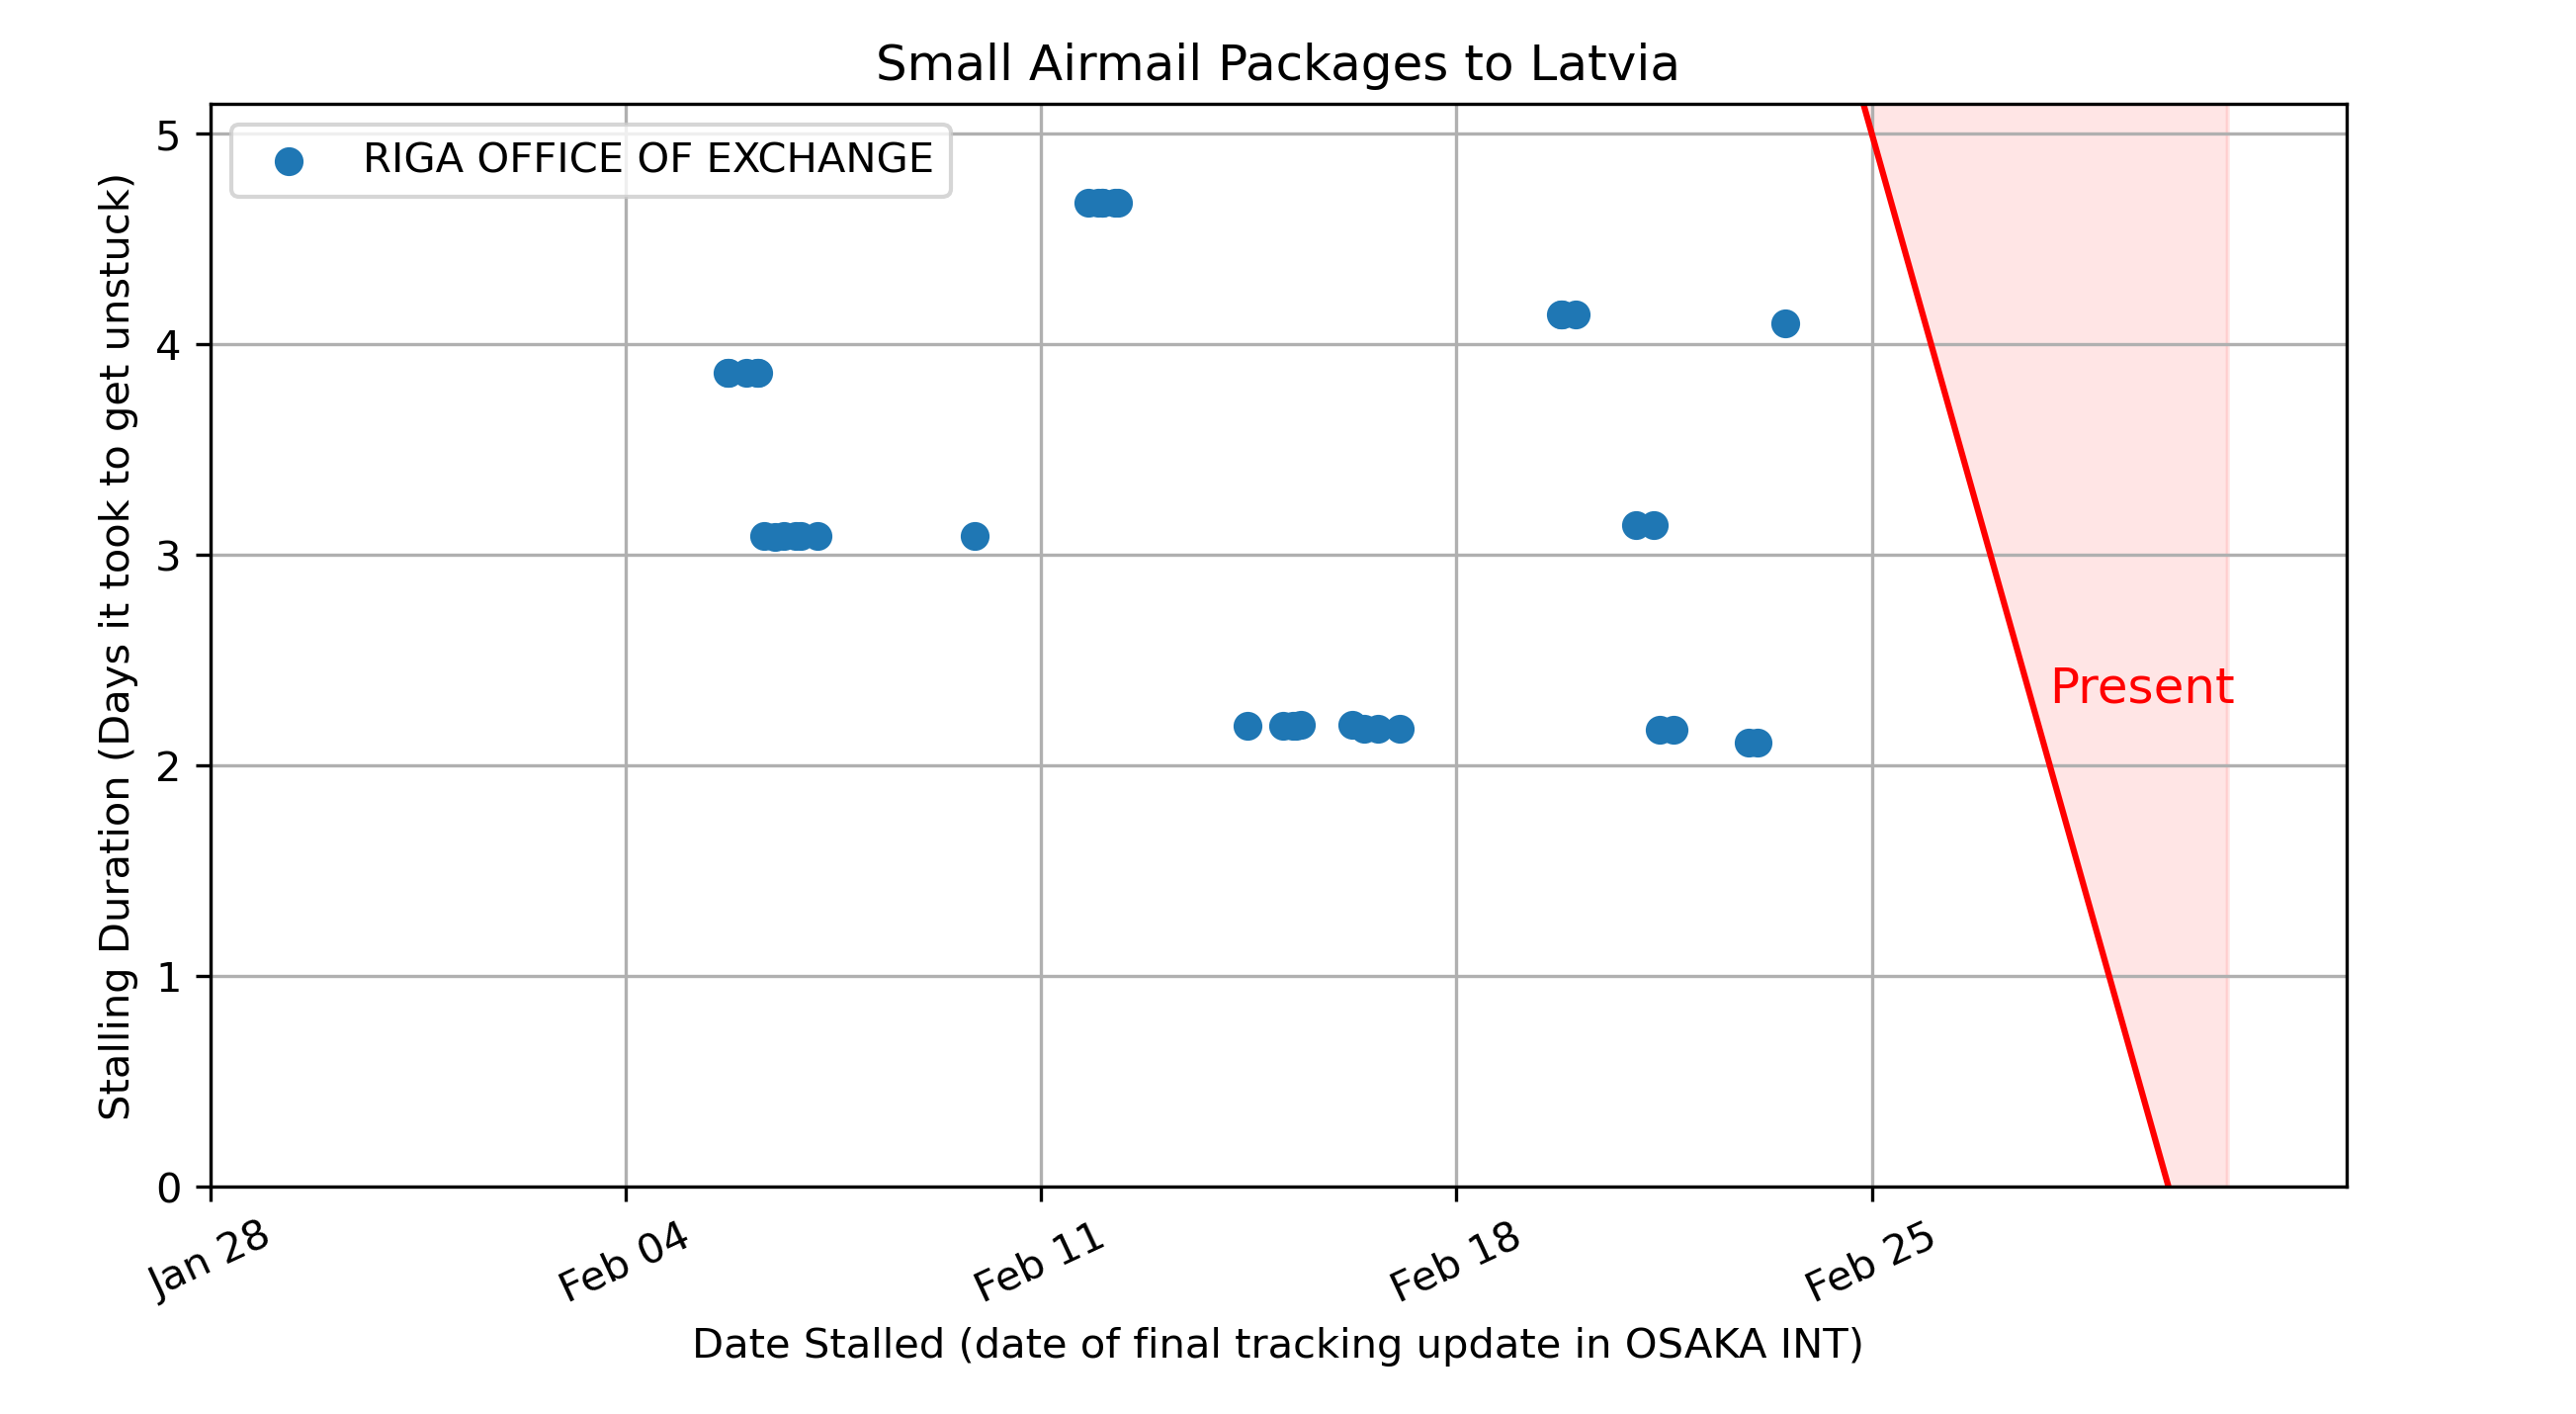 Small Airmail Packages to Latvia
RIGA OFFICE OF EXCHANGE
Stalling Duration (Days it took to get unstuck)
5
4
3
2
1
0
Present
Jan 28
Feb 04
Feb 11
Feb 18
Feb 25
Date Stalled (date of final tracking update in OSAKA INT)